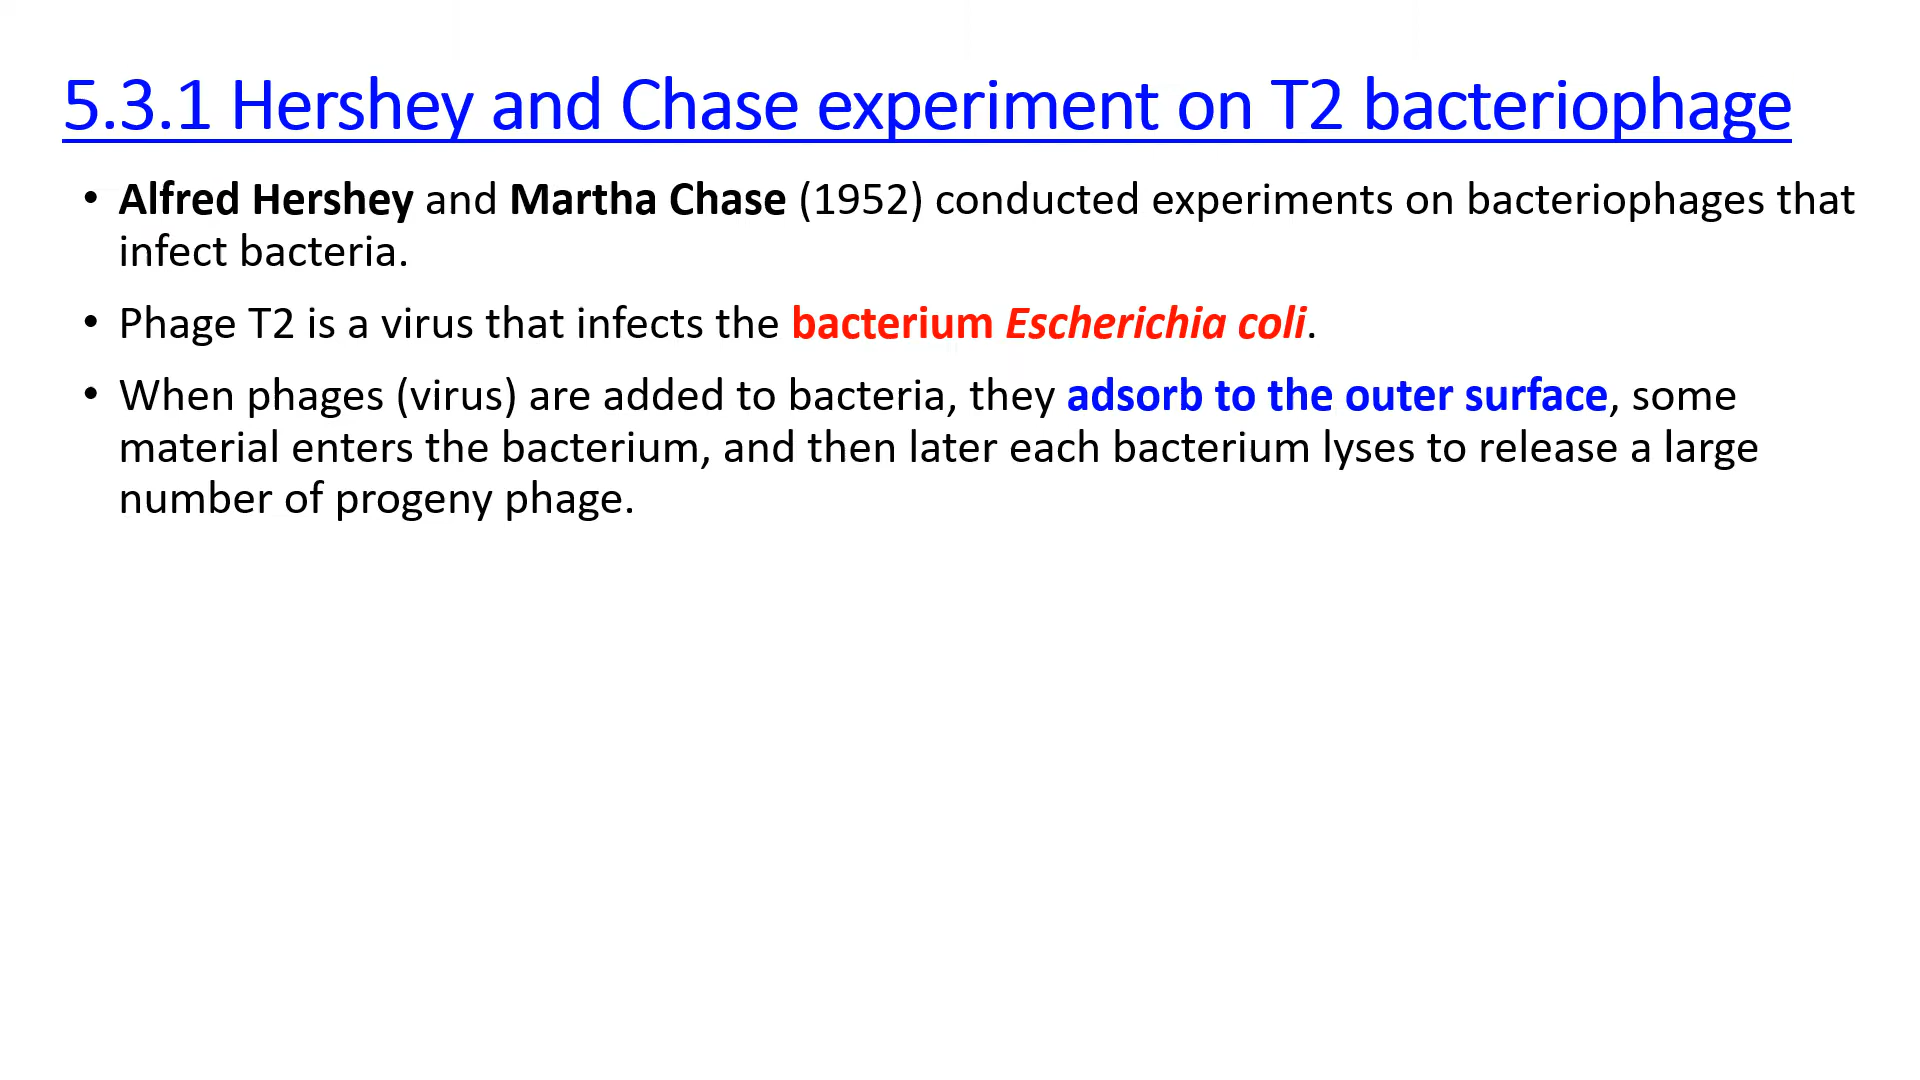 5.3.1 Hershey and Chase experiment on T2 bacteriophage
• Alfred Hershey and Martha Chase (1952) conducted experiments on bacteriophages that
infect bacteria.
• Phage T2 is a virus that infects the bacterium Escherichia coli.
• When phages (virus) are added to bacteria, they adsorb to the outer surface, some
material enters the bacterium, and then later each bacterium lyses to release a large
number of progeny phage.